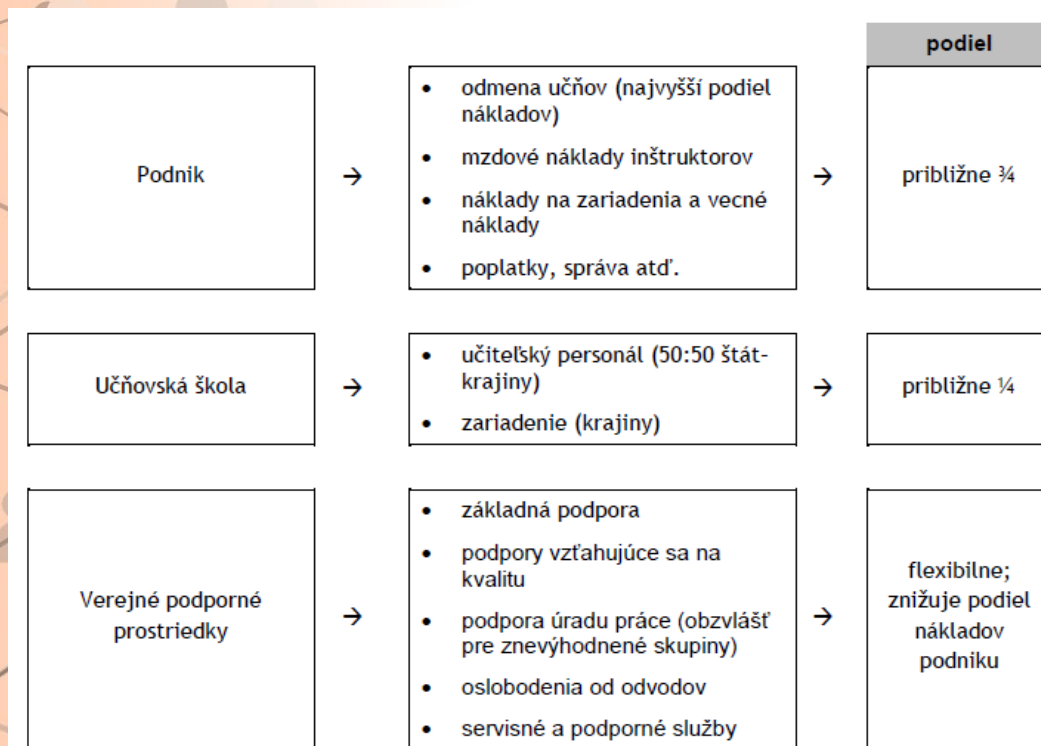 podiel
Podnik
→
• odmena učňov (najvyšší podiel
nákladov)
• mzdové náklady inštruktorov
• náklady na zariadenia a vecné
náklady
• poplatky, správa atď.
→
približne ¾
Učňovská škola
→
• učiteľský personál (50:50 štát-
krajiny)
• zariadenie (krajiny)
→
približne ¼
Verejné podporné
prostriedky
→
• základná podpora
• podpory vzťahujúce sa na
kvalitu
• podpora úradu práce (obzvlášť
pre znevýhodnené skupiny)
• oslobodenia od odvodov
• servisné a podporné služby
→
flexibilne;
znižuje podiel
nákladov
podniku